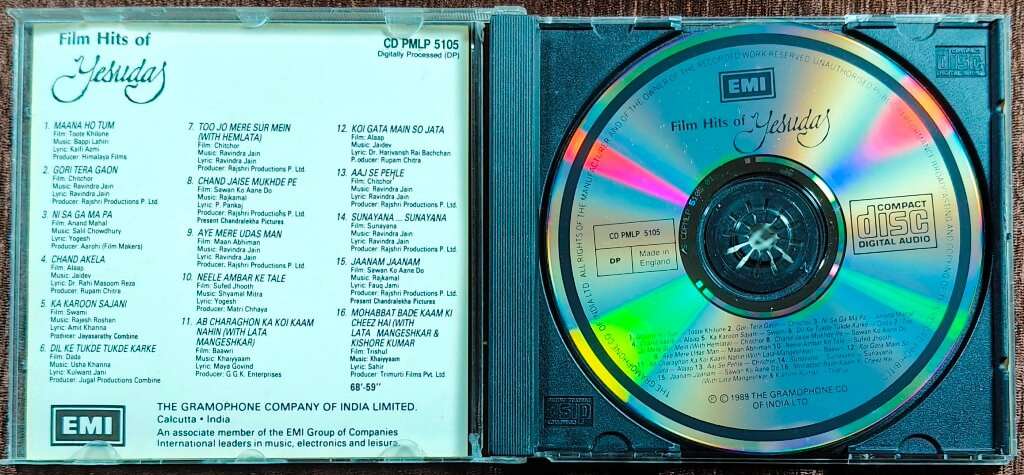 Film Hits of
Yesudas
CD PMLP 5105
Digitally Processed (DP)
1. MAANA HO TUM
Film: Toote Khilone
Music: Bappi Lahiri
Lyric: Kaifi Azmi
Producer: Himalaya Films
2. GORI TERA GAON
Film: Chitchor
Music: Ravindra Jain
Lyric: Ravindra Jain
Producer: Rajshri Productions P. Ltd.
3. NI SA GA MA PA
Film: Anand Mahal
Music: Salil Chowdhury
Lyric: Yogesh
Producer: Aarohi (Film Makers)
4. CHAND AKELA
Film: Alaap
Music: Jaidev
Lyric: Dr. Rahi Masoom Reza
Producer: Rupam Chitra
5. KA KAROON SAJANI
Film: Swami
Music: Rajesh Roshan
Lyric: Amit Khanna
Producer: Jayasarathy Combine
6. DIL KE TUKDE TUKDE KARKE
Film: Dada
Music: Usha Khanna
Lyric: Kulwant Jani
Producer: Jugal Productions Combine
7. TOO JO MERE SUR MEIN
(WITH HEMLATA)
Film: Chitchor
Music: Ravindra Jain
Lyric: Ravindra Jain
Producer: Rajshri Productions P. Ltd.
8. CHAND JAISE MUKHDE PE
Film: Sawan Ko Aane Do
Music: Rajkamal
Lyric: P. Pankaj
Producer: Rajshri Productions P. Ltd.
Present Chandralekha Pictures
9. AYE MERE UDAS MAN
Film: Maan Abhiman
Music: Ravindra Jain
Lyric: Ravindra Jain
Producer: Rajshri Productions P. Ltd.
10. NEELE AMBAR KE TALE
Film: Sufed Jhooth
Music: Shyamal Mitra
Lyric: Yogesh
Producer: Matri Chhaya
11. AB CHARAGHON KA KOI KAAM
NAHIN (WITH LATA
MANGESHKAR)
Film: Baawri
Music: Khaiyyaam
Lyric: Maya Govind
Producer: G.G.K. Enterprises
12. KOI GATA MAIN SO JATA
Film: Alaap
Music: Jaidev
Lyric: Dr. Harivansh Rai Bachchan
Producer: Rupam Chitra
13. AAJ SE PEHLE
Film: Chitchor
Music: Ravindra Jain
Lyric: Ravindra Jain
Producer: Rajshri Productions P. Ltd.
14. SUNAYANA ... SUNAYANA
Film: Sunayana
Music: Ravindra Jain
Lyric: Ravindra Jain
Producer: Rajshri Productions P. Ltd.
15. JAANAM JAANAM
Film: Sawan Ko Aane Do
Music: Rajkamal
Lyric: Fauq Jami
Producer: Rajshri Productions P. Ltd.
Present Chandralekha Pictures
16. MOHABBAT BADE KAAM KI
CHEEZ HAI (WITH
LATA MANGESHKAR &
KISHORE KUMAR)
Film: Trishul
Music: Khaiyyaam
Lyric: Sahir
Producer: Trimurti Films Pvt. Ltd
68'-59"
EMI
THE GRAMOPHONE COMPANY OF INDIA LIMITED.
Calcutta • India
An associate member of the EMI Group of Companies
International leaders in music, electronics and leisure.
EMI
Film Hits of Yesudas
CD PMLP 5105
DP
Made in
England
COMPACT
disc
DIGITAL AUDIO
© ℗ 1989 THE GRAMOPHONE CO
OF INDIA LTD.
COMPACT
disc